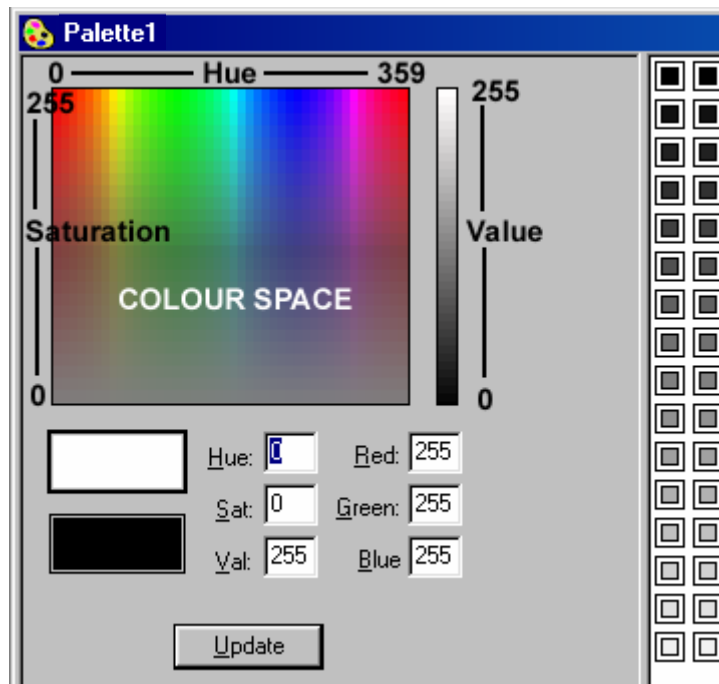 Palette1
0 Hue 359
255
255
Saturation
Value
COLOUR SPACE
0
0
Hue: 0 Red: 255
Sat: 0 Green: 255
Val: 255 Blue 255
Update